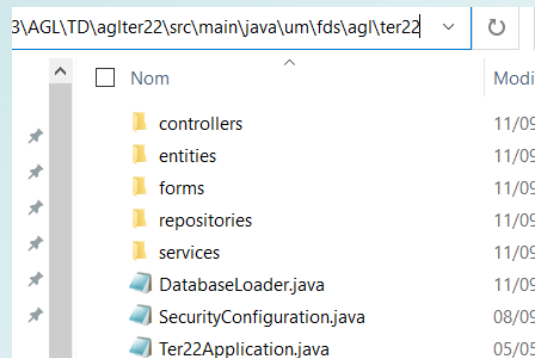 3\AGL\TD\aglter22\src\main\java\um\fds\agl\ter22
Nom Modi
controllers 11/09
entities 11/09
forms 11/09
repositories 11/09
services 11/09
DatabaseLoader.java 11/09
SecurityConfiguration.java 08/09
Ter22Application.java 05/05